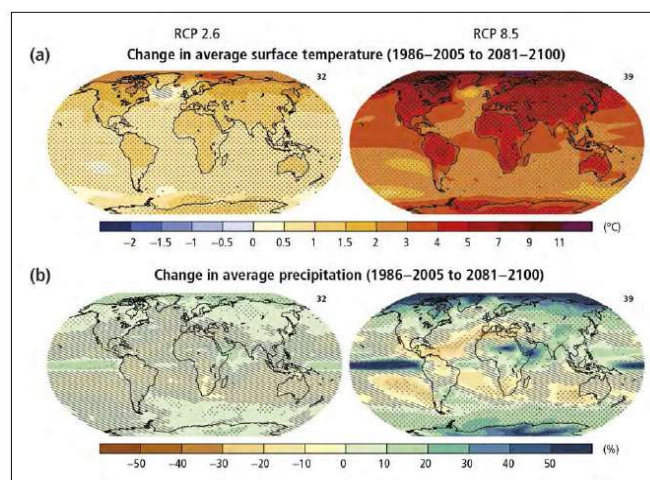 RCP 2.6 RCP 8.5
(a) Change in average surface temperature (1986–2005 to 2081–2100)
32 39
−2 −1.5 −1 −0.5 0 0.5 1 1.5 2 3 4 5 7 9 11 (°C)
(b) Change in average precipitation (1986–2005 to 2081–2100)
32 39
−50 −40 −30 −20 −10 0 10 20 30 40 50 (%)